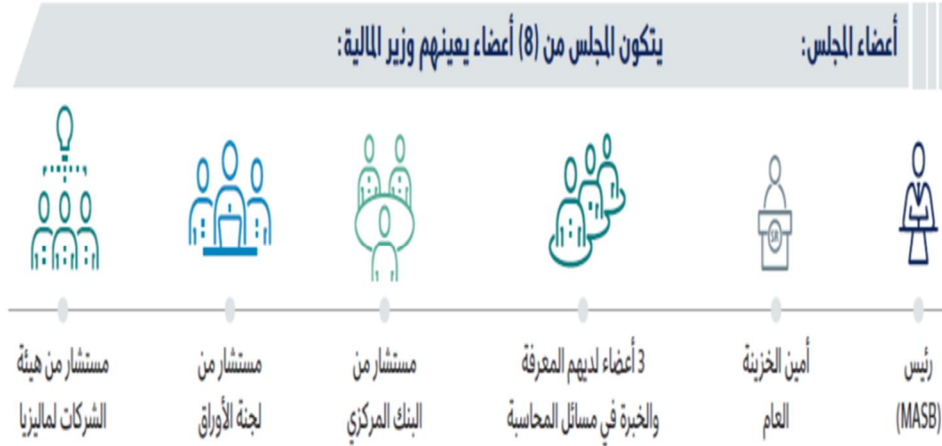 أعضاء المجلس:
يتكون المجلس من (8) أعضاء يعينهم وزير المالية:
رئيس
(MASB)
أمين الخزينة
العام
3 أعضاء لديهم المعرفة
والخبرة في مسائل المحاسبة
مستشار من
البنك المركزي
مستشار من
لجنة الأوراق
مستشار من هيئة
الشركات لماليزيا